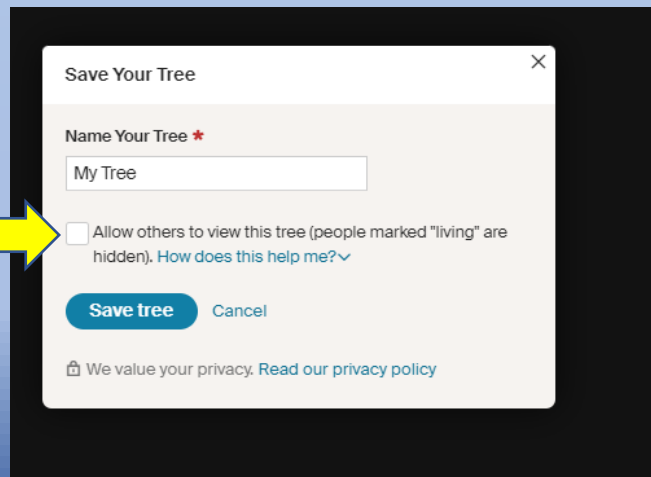 Save Your Tree
Name Your Tree *
My Tree
Allow others to view this tree (people marked "living" are
hidden). How does this help me?
Save tree Cancel
We value your privacy. Read our privacy policy